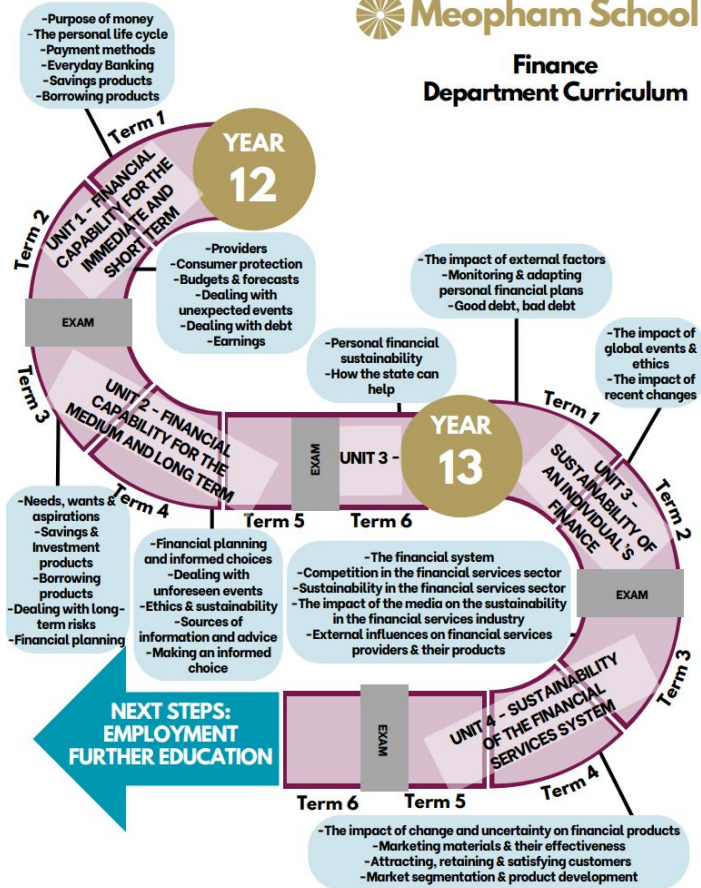 Meopham School
Finance
Department Curriculum
-Purpose of money
-The personal life cycle
-Payment methods
-Everyday Banking
-Savings products
-Borrowing products
Term 1
YEAR
12
UNIT 1 - FINANCIAL
CAPABILITY FOR THE
IMMEDIATE AND
SHORT TERM
Term 2
-Providers
-Consumer protection
-Budgets & forecasts
-Dealing with
unexpected events
-Dealing with debt
-Earnings
EXAM
Term 3
UNIT 2 - FINANCIAL
CAPABILITY FOR THE
MEDIUM AND LONG TERM
Term 4
-Needs, wants &
aspirations
-Savings &
Investment
products
-Borrowing
products
-Dealing with long-
term risks
-Financial planning
-Financial planning
and informed choices
-Dealing with
unforeseen events
-Ethics & sustainability
-Sources of
information and advice
-Making an informed
choice
Term 5
EXAM
Term 6
UNIT 3 -
-Personal financial
sustainability
-How the state can
help
YEAR
13
-The impact of external factors
-Monitoring & adapting
personal financial plans
-Good debt, bad debt
Term 1
UNIT 3 -
SUSTAINABILITY OF
AN INDIVIDUAL'S
FINANCE
-The impact of
global events &
ethics
-The impact of
recent changes
Term 2
EXAM
-The financial system
-Competition in the financial services sector
-Sustainability in the financial services sector
-The impact of the media on the sustainability
in the financial services industry
-External influences on financial services
providers & their products
Term 3
UNIT 4 - SUSTAINABILITY
OF THE FINANCIAL
SERVICES SYSTEM
Term 4
-The impact of change and uncertainty on financial products
-Marketing materials & their effectiveness
-Attracting, retaining & satisfying customers
-Market segmentation & product development
Term 5
EXAM
Term 6
NEXT STEPS:
EMPLOYMENT
FURTHER EDUCATION